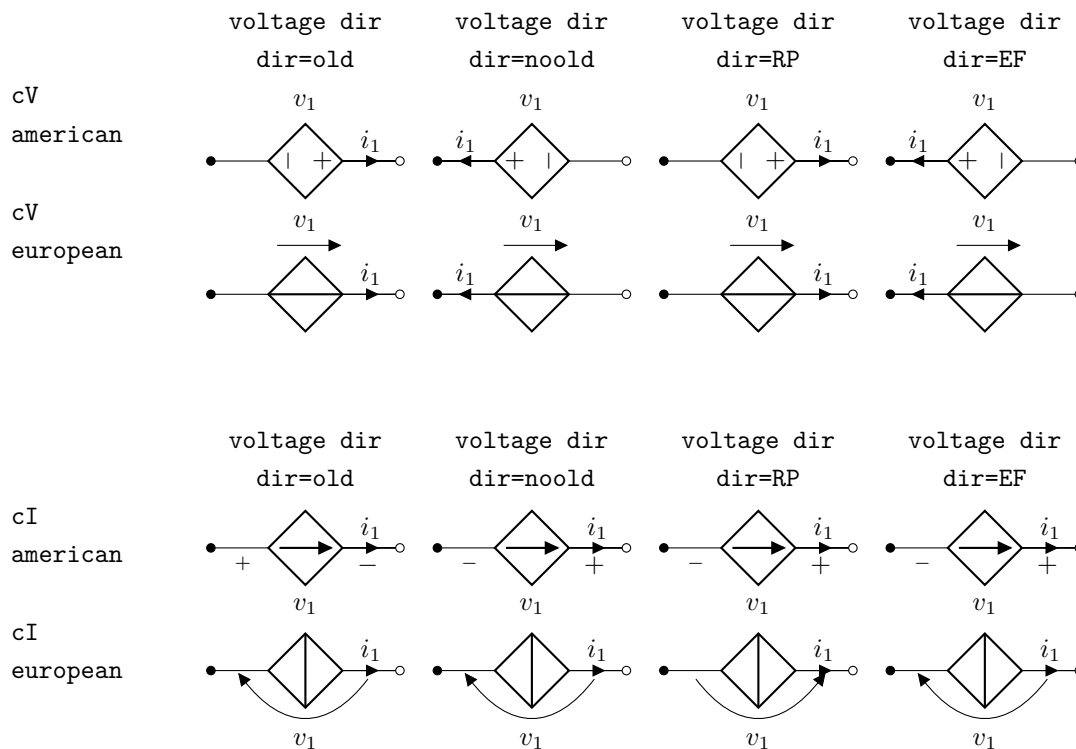 voltage dir voltage dir voltage dir voltage dir
dir=old dir=noold dir=RP dir=EF
cV
american
v₁ v₁ v₁ v₁
i₁ i₁ i₁ i₁
− + + − − + + −
cV
european
v₁ v₁ v₁ v₁
i₁ i₁ i₁ i₁
voltage dir voltage dir voltage dir voltage dir
dir=old dir=noold dir=RP dir=EF
cI
american
i₁ i₁ i₁ i₁
+ − − + − + − +
v₁ v₁ v₁ v₁
cI
european
i₁ i₁ i₁ i₁
v₁ v₁ v₁ v₁